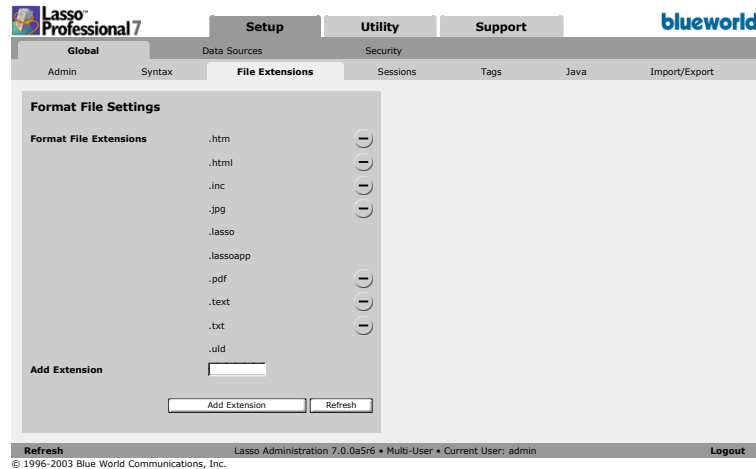 Lasso™
Professional 7
Setup Utility Support
blueworld
Global Data Sources Security
Admin Syntax File Extensions Sessions Tags Java Import/Export
Format File Settings
Format File Extensions .htm
.html
.inc
.jpg
.lasso
.lassoapp
.pdf
.text
.txt
.uld
Add Extension
Add Extension Refresh
Refresh Lasso Administration 7.0.0a5r6 • Multi-User • Current User: admin Logout
© 1996-2003 Blue World Communications, Inc.